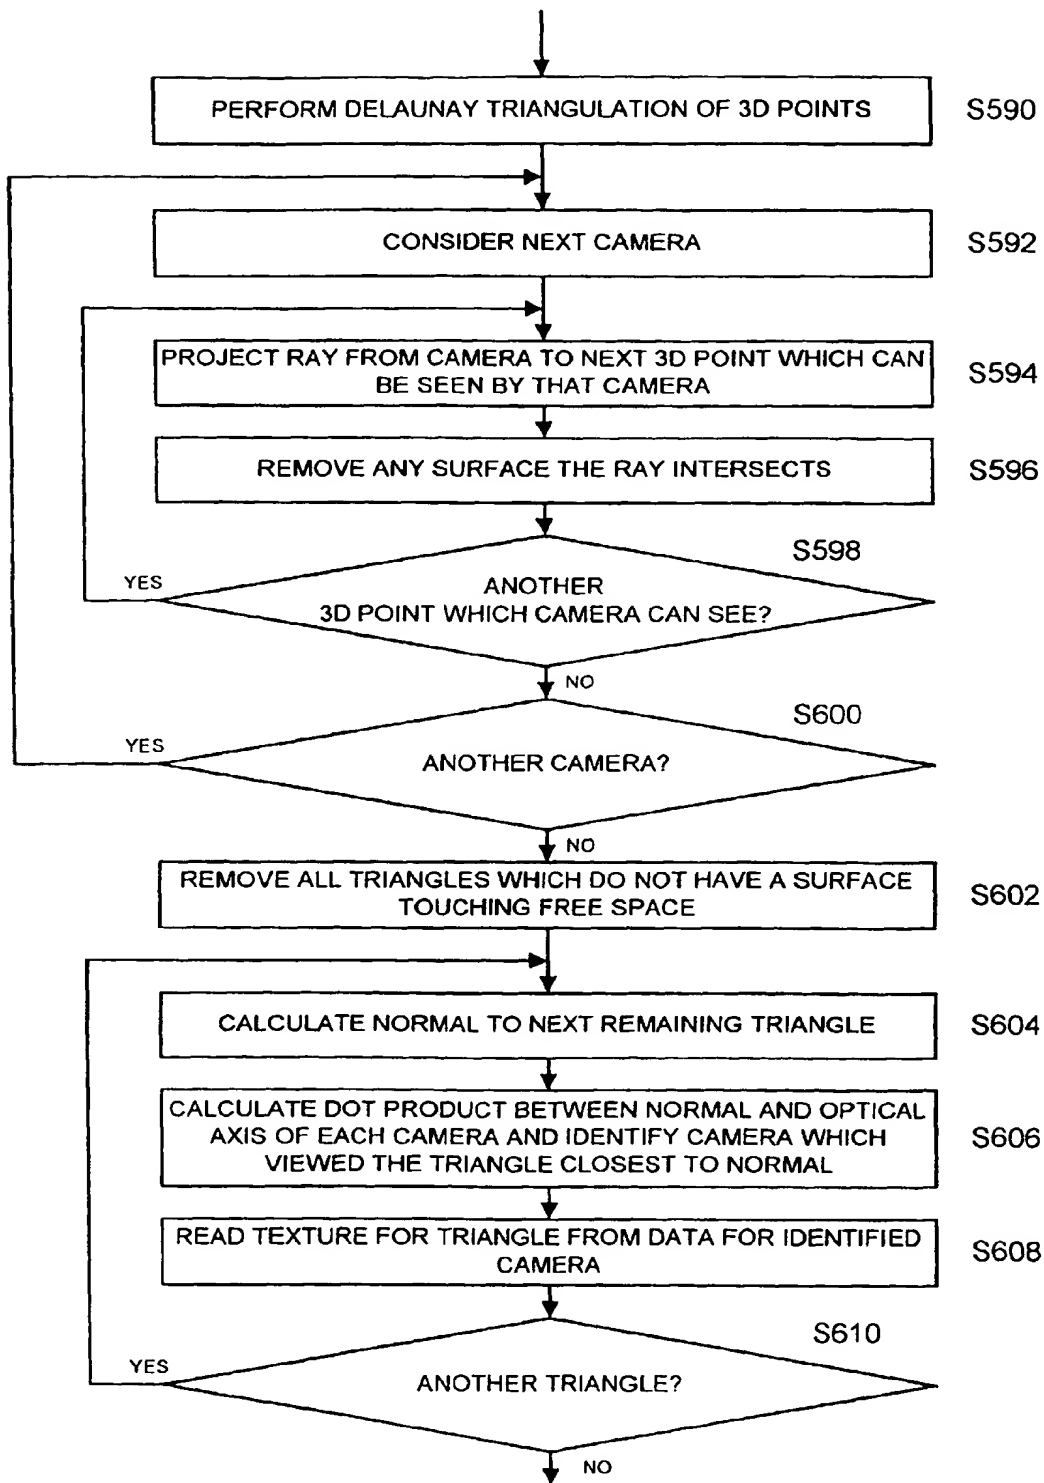 PERFORM DELAUNAY TRIANGULATION OF 3D POINTS
S590
CONSIDER NEXT CAMERA
S592
PROJECT RAY FROM CAMERA TO NEXT 3D POINT WHICH CAN
BE SEEN BY THAT CAMERA
S594
REMOVE ANY SURFACE THE RAY INTERSECTS
S596
S598
YES
ANOTHER
3D POINT WHICH CAMERA CAN SEE?
NO
S600
YES
ANOTHER CAMERA?
NO
REMOVE ALL TRIANGLES WHICH DO NOT HAVE A SURFACE
TOUCHING FREE SPACE
S602
CALCULATE NORMAL TO NEXT REMAINING TRIANGLE
S604
CALCULATE DOT PRODUCT BETWEEN NORMAL AND OPTICAL
AXIS OF EACH CAMERA AND IDENTIFY CAMERA WHICH
VIEWED THE TRIANGLE CLOSEST TO NORMAL
S606
READ TEXTURE FOR TRIANGLE FROM DATA FOR IDENTIFIED
CAMERA
S608
S610
YES
ANOTHER TRIANGLE?
NO